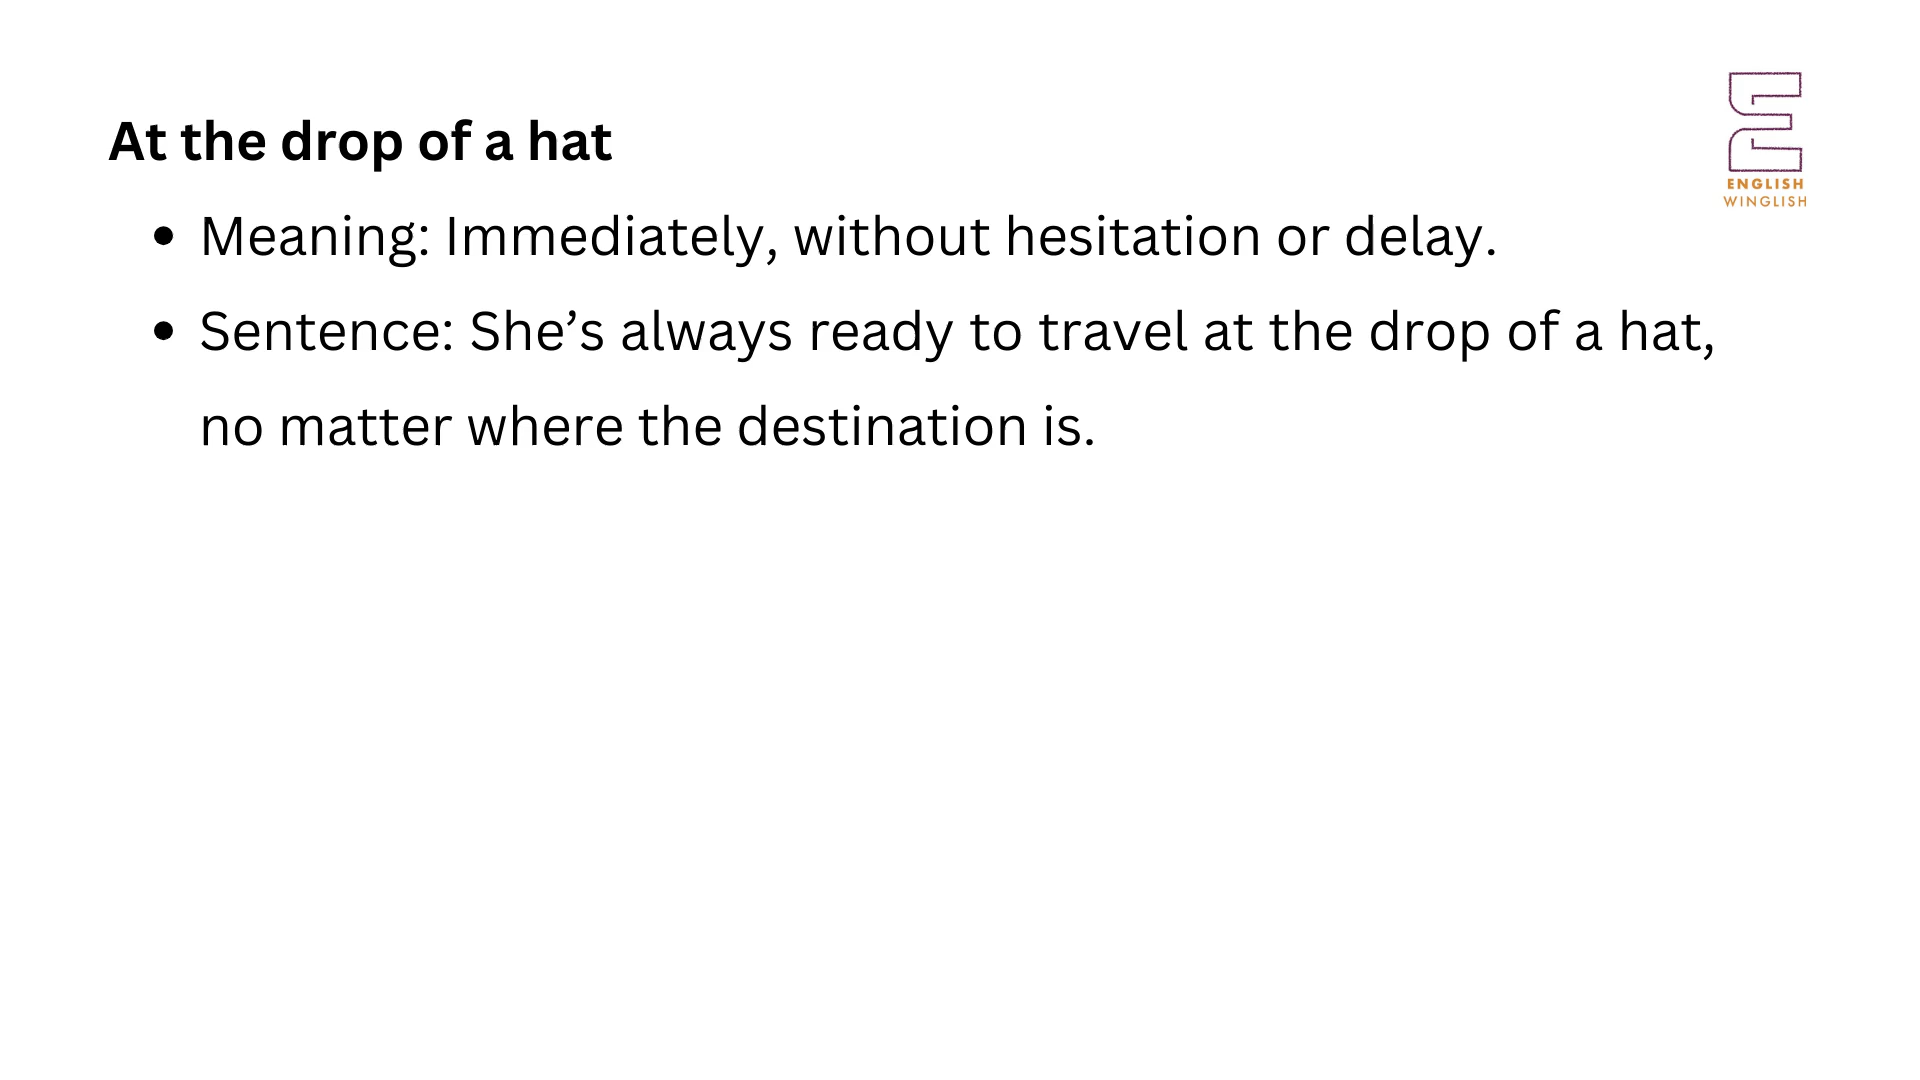 At the drop of a hat
ENGLISH
WINGLISH
• Meaning: Immediately, without hesitation or delay.
• Sentence: She’s always ready to travel at the drop of a hat,
no matter where the destination is.